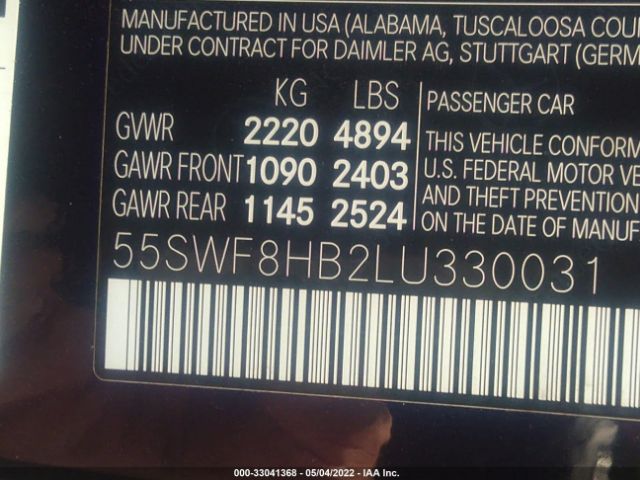 MANUFACTURED IN USA (ALABAMA, TUSCALOOSA COU
UNDER CONTRACT FOR DAIMLER AG, STUTTGART (GERM
KG LBS PASSENGER CAR
GVWR 2220 4894 THIS VEHICLE CONFORM
GAWR FRONT 1090 2403 U.S. FEDERAL MOTOR VE
GAWR REAR 1145 2524 AND THEFT PREVENTION
ON THE DATE OF MANUF
55SWF8HB2LU330031
000-33041368 - 05/04/2022 - IAA Inc.